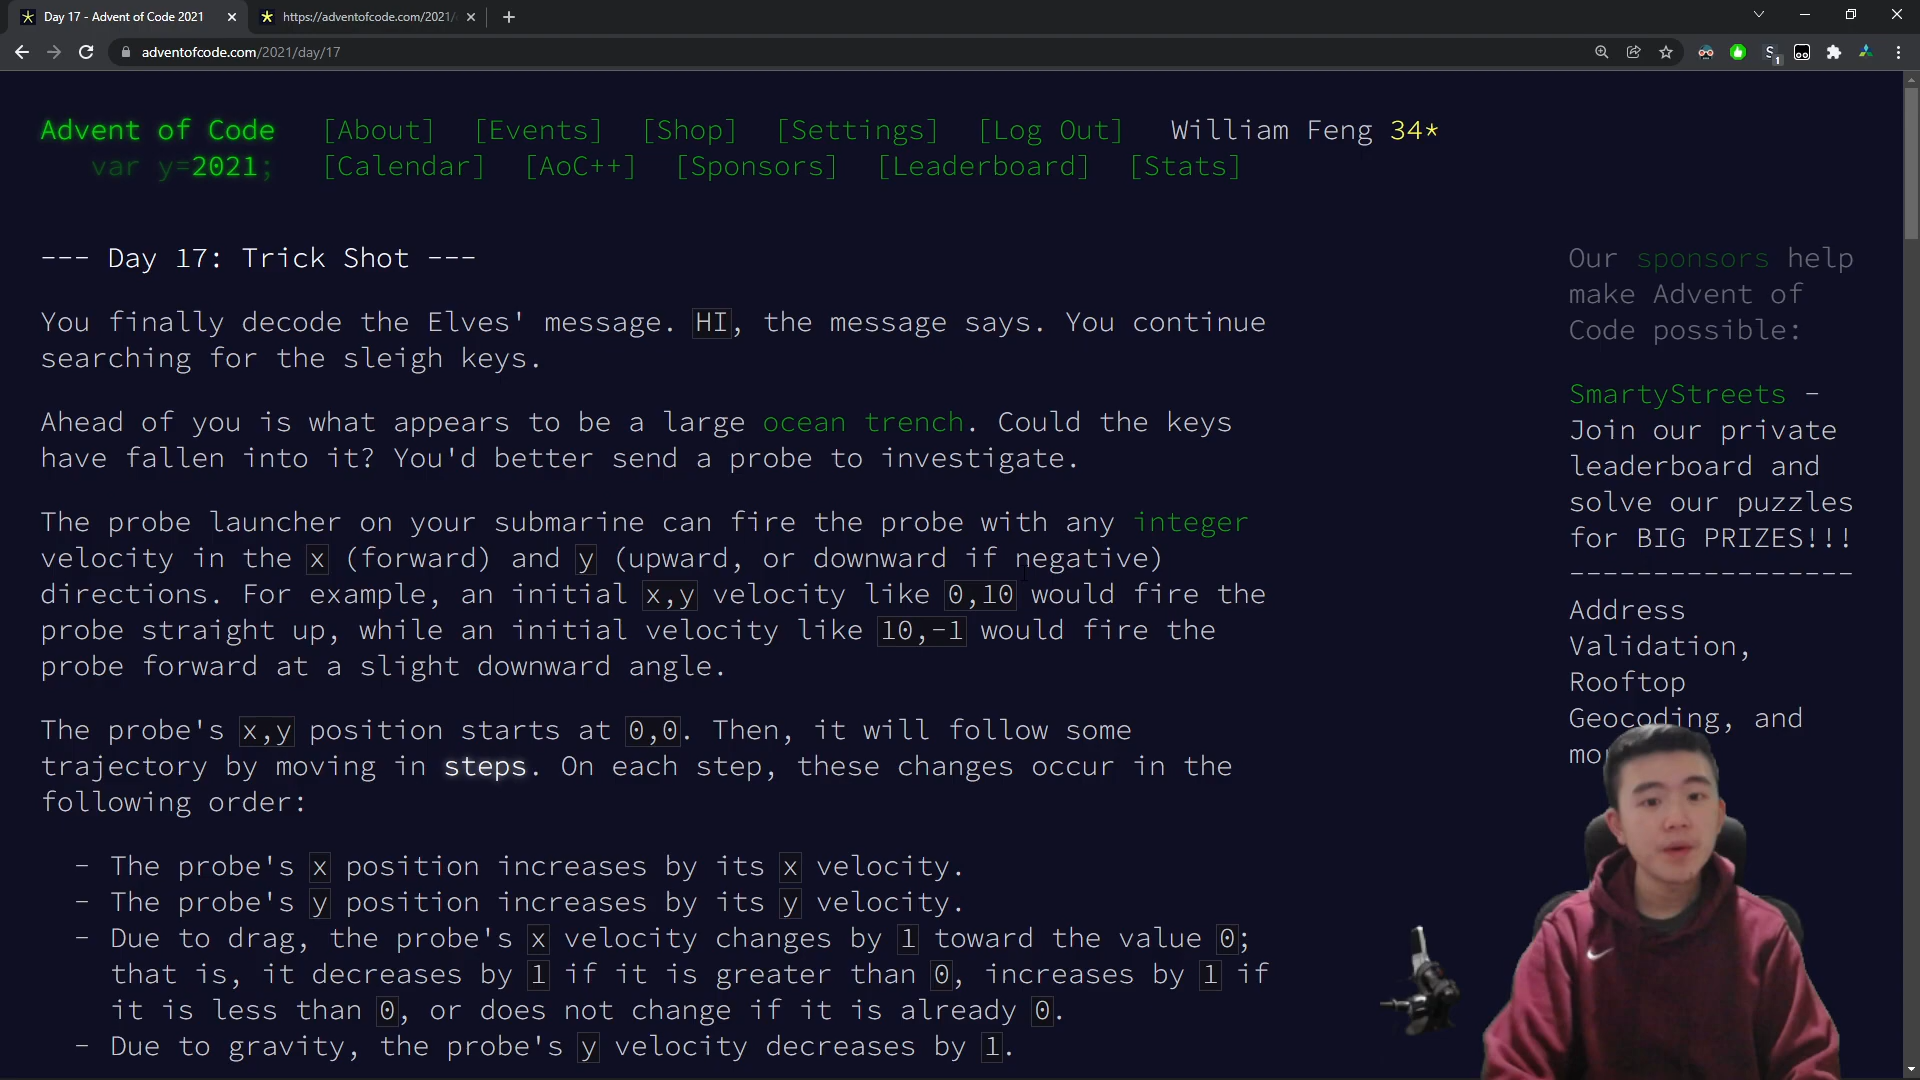 Day 17 - Advent of Code 2021
https://adventofcode.com/2021/
adventofcode.com/2021/day/17
Advent of Code [About] [Events] [Shop] [Settings] [Log Out] William Feng 34*
var y=2021; [Calendar] [AoC++] [Sponsors] [Leaderboard] [Stats]
--- Day 17: Trick Shot ---
You finally decode the Elves' message. HI, the message says. You continue
searching for the sleigh keys.
Ahead of you is what appears to be a large ocean trench. Could the keys
have fallen into it? You'd better send a probe to investigate.
The probe launcher on your submarine can fire the probe with any integer
velocity in the x (forward) and y (upward, or downward if negative)
directions. For example, an initial x,y velocity like 0,10 would fire the
probe straight up, while an initial velocity like 10,-1 would fire the
probe forward at a slight downward angle.
The probe's x,y position starts at 0,0. Then, it will follow some
trajectory by moving in steps. On each step, these changes occur in the
following order:
- The probe's x position increases by its x velocity.
- The probe's y position increases by its y velocity.
- Due to drag, the probe's x velocity changes by 1 toward the value 0;
that is, it decreases by 1 if it is greater than 0, increases by 1 if
it is less than 0, or does not change if it is already 0.
- Due to gravity, the probe's y velocity decreases by 1.
Our sponsors help
make Advent of
Code possible:
SmartyStreets -
Join our private
leaderboard and
solve our puzzles
for BIG PRIZES!!!
-----------------
Address
Validation,
Rooftop
Geocoding, and